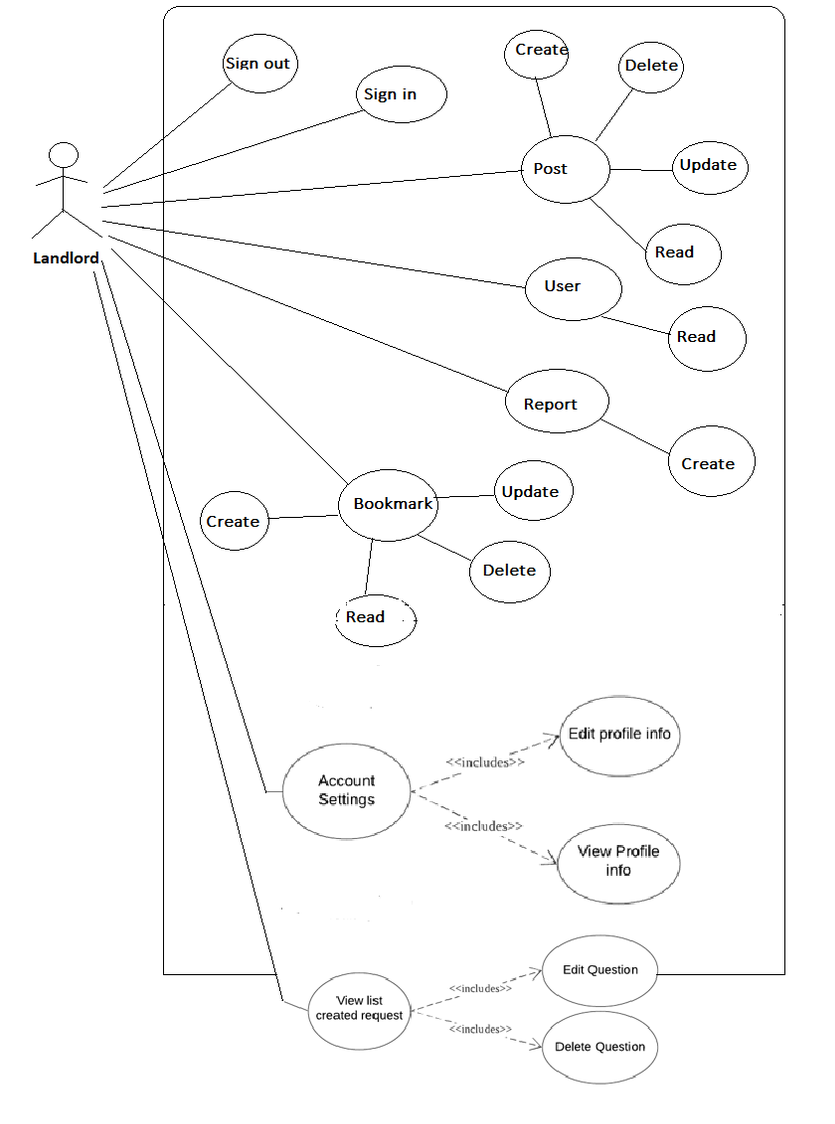 Sign out
Sign in
Create
Delete
Post
Update
Read
Landlord
User
Read
Report
Create
Bookmark
Update
Create
Delete
Read
Account
Settings
<<includes>>
Edit profile info
<<includes>>
View Profile
info
View list
created request
<<includes>>
Edit Question
<<includes>>
Delete Question